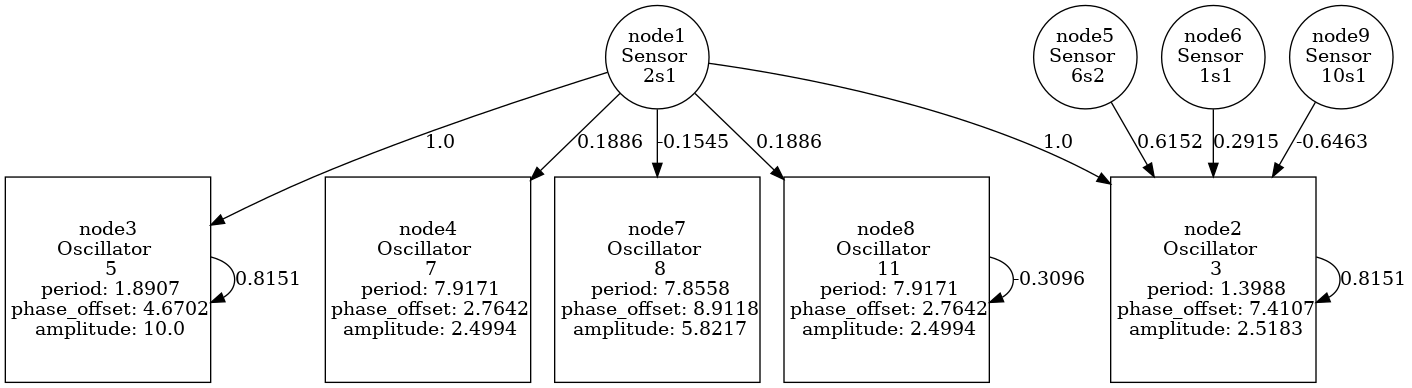 node1
Sensor
2s1
node5
Sensor
6s2
node6
Sensor
1s1
node9
Sensor
10s1
1.0
0.1886
-0.1545
0.1886
1.0
0.6152
0.2915
-0.6463
node3
Oscillator
5
period: 1.8907
phase_offset: 4.6702
amplitude: 10.0
0.8151
node4
Oscillator
7
period: 7.9171
phase_offset: 2.7642
amplitude: 2.4994
node7
Oscillator
8
period: 7.8558
phase_offset: 8.9118
amplitude: 5.8217
node8
Oscillator
11
period: 7.9171
phase_offset: 2.7642
amplitude: 2.4994
-0.3096
node2
Oscillator
3
period: 1.3988
phase_offset: 7.4107
amplitude: 2.5183
0.8151